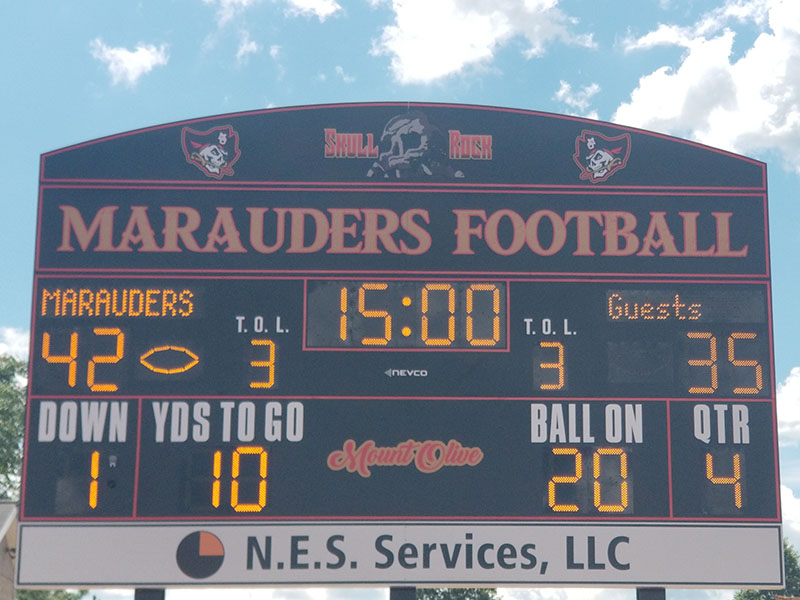 SKULL ROCK
MARAUDERS FOOTBALL
MARAUDERS 15:00 Guests
T. O. L. T. O. L.
42 3 3 35
NEVCO
DOWN YDS TO GO BALL ON QTR
1 10 Mount Olive 20 4
N.E.S. Services, LLC